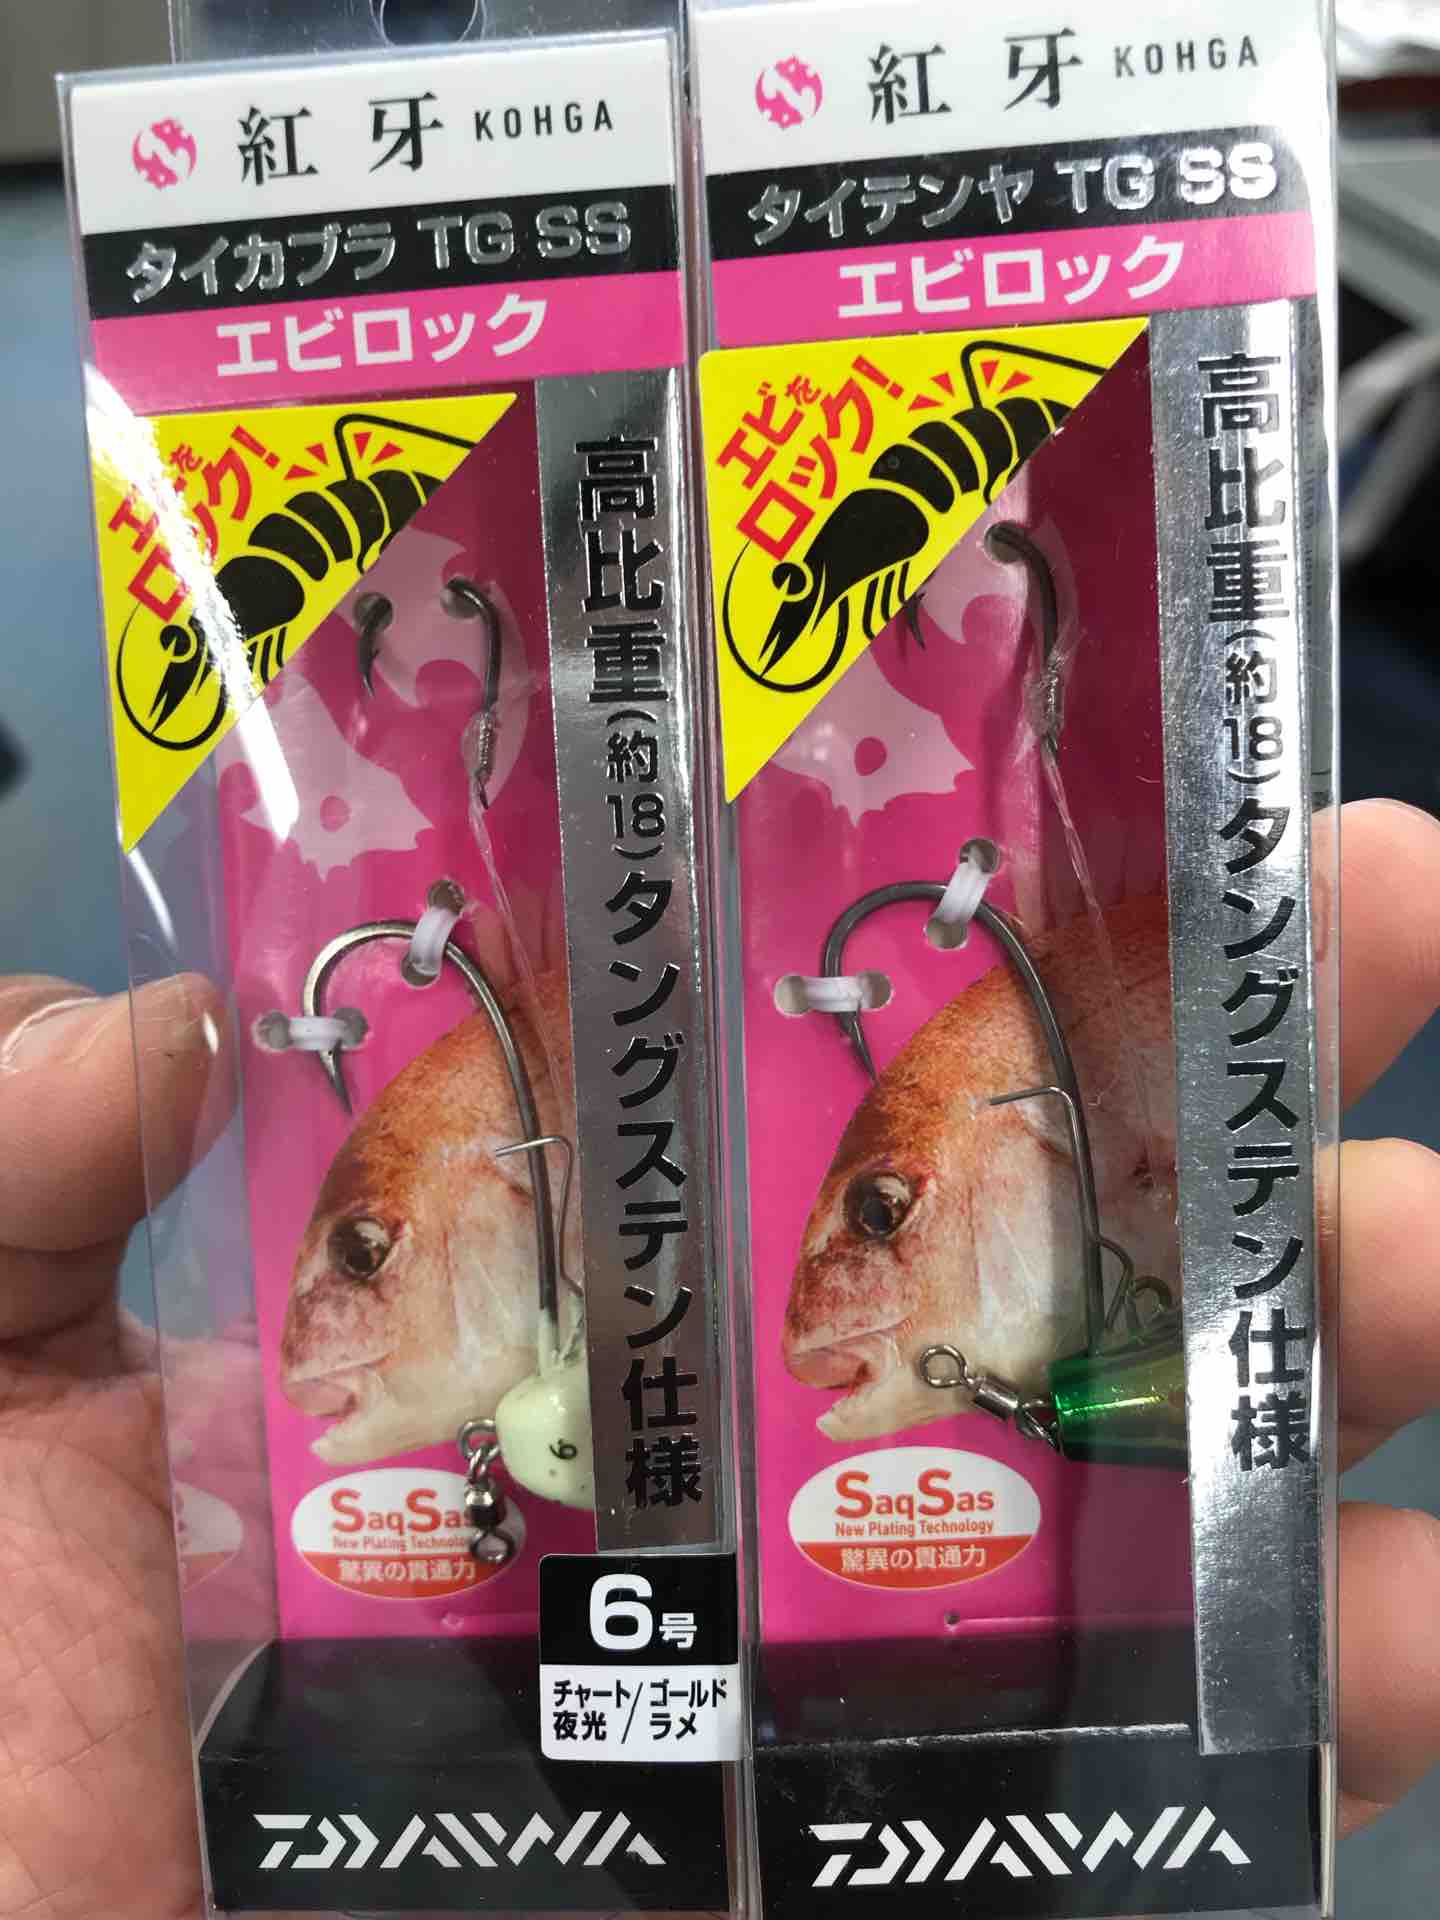 紅牙 KOHGA
タイカブラ TG SS
エビロック
エビを
ロック!
高比重(約18)タングステン仕様
6
SaqSas
New Plating Technology
驚異の貫通力
6号
チャート/ゴールド
夜光/ラメ
DAIWA
紅牙 KOHGA
タイテンヤ TG SS
エビロック
エビを
ロック!
高比重(約18)タングステン仕様
SaqSas
New Plating Technology
驚異の貫通力
DAIWA